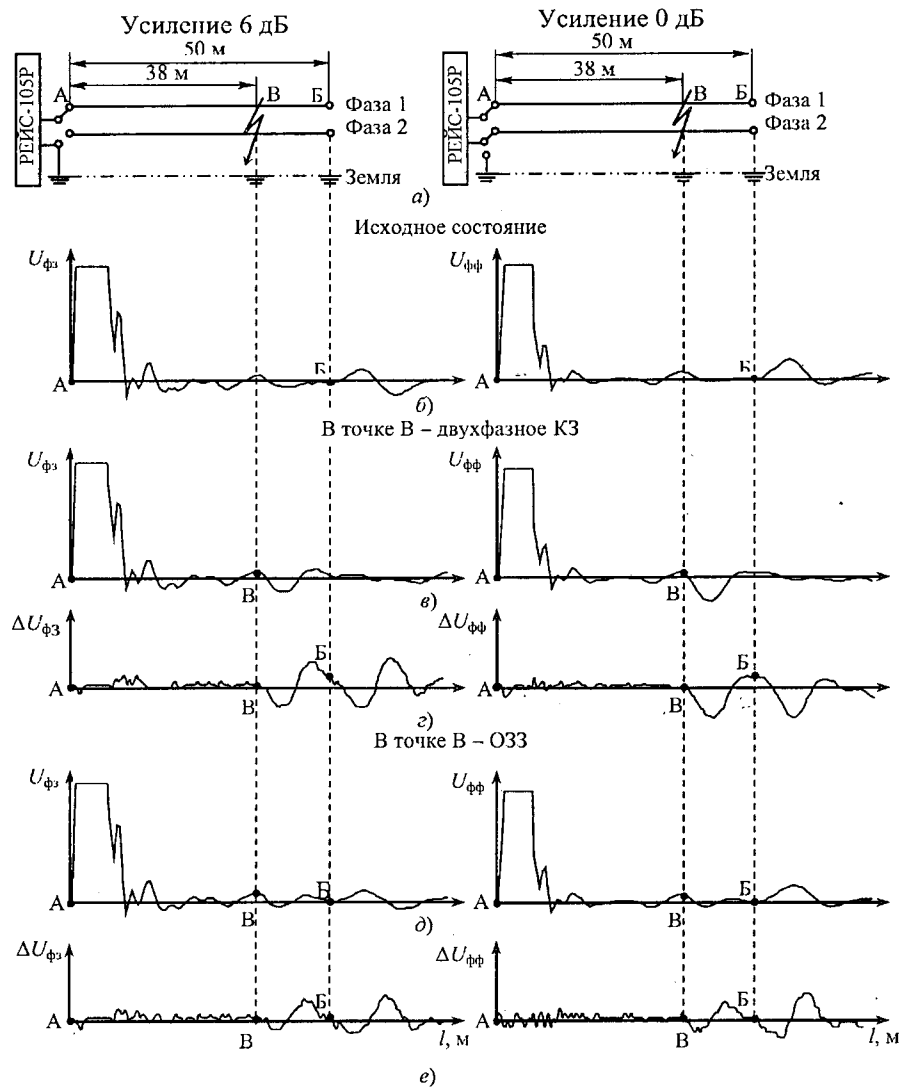 Усиление 6 дБ
Усиление 0 дБ
50 м
38 м
А
В
Б
Фаза 1
Фаза 2
РЕЙС-105Р
Земля
50 м
38 м
А
В
Б
Фаза 1
Фаза 2
РЕЙС-105Р
Земля
а)
Исходное состояние
Uфз
А
Б
Uфф
А
Б
б)
В точке В – двухфазное КЗ
Uфз
А
В
Uфф
А
В
в)
ΔUфЗ
А
В
Б
ΔUфф
А
В
Б
г)
В точке В – ОЗЗ
Uфз
А
В
Б
Uфф
А
В
Б
д)
ΔUфз
А
В
Б
l, м
ΔUфф
А
В
Б
l, м
е)